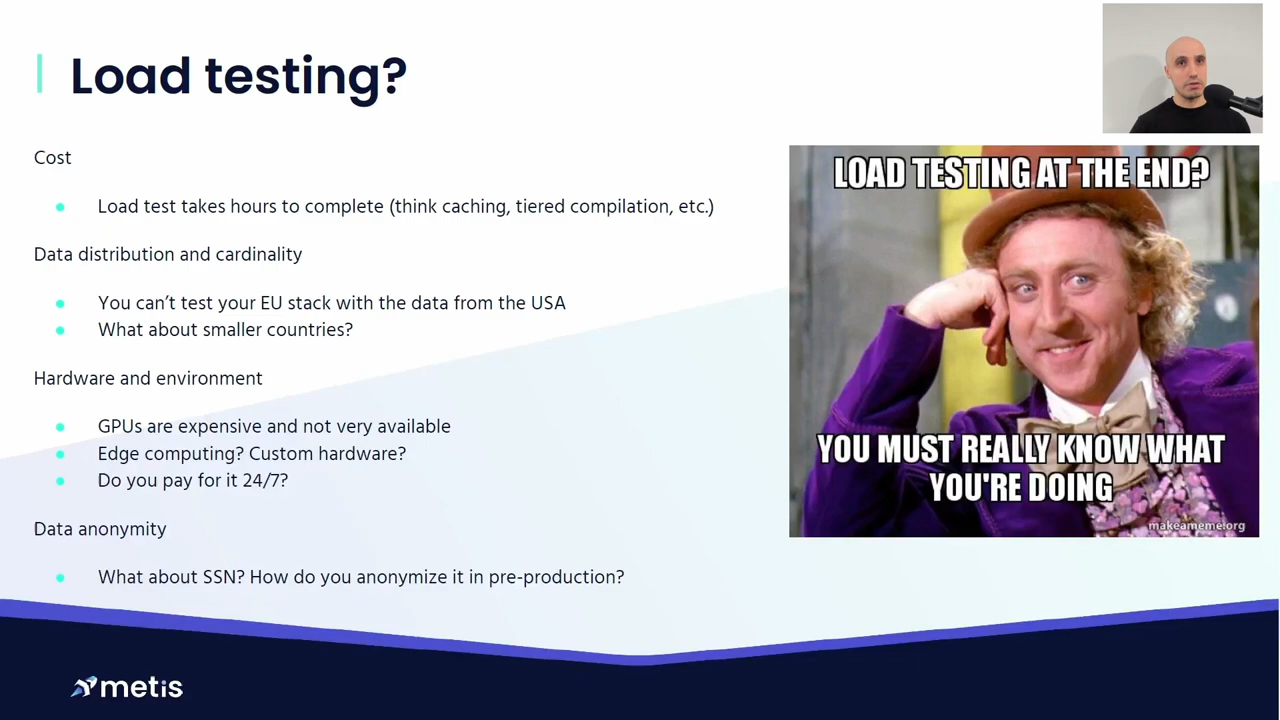 Load testing?
Cost
Load test takes hours to complete (think caching, tiered compilation, etc.)
Data distribution and cardinality
You can’t test your EU stack with the data from the USA
What about smaller countries?
Hardware and environment
GPUs are expensive and not very available
Edge computing? Custom hardware?
Do you pay for it 24/7?
Data anonymity
What about SSN? How do you anonymize it in pre-production?
LOAD TESTING AT THE END?
YOU MUST REALLY KNOW WHAT
YOU'RE DOING
makeameme.org
metis